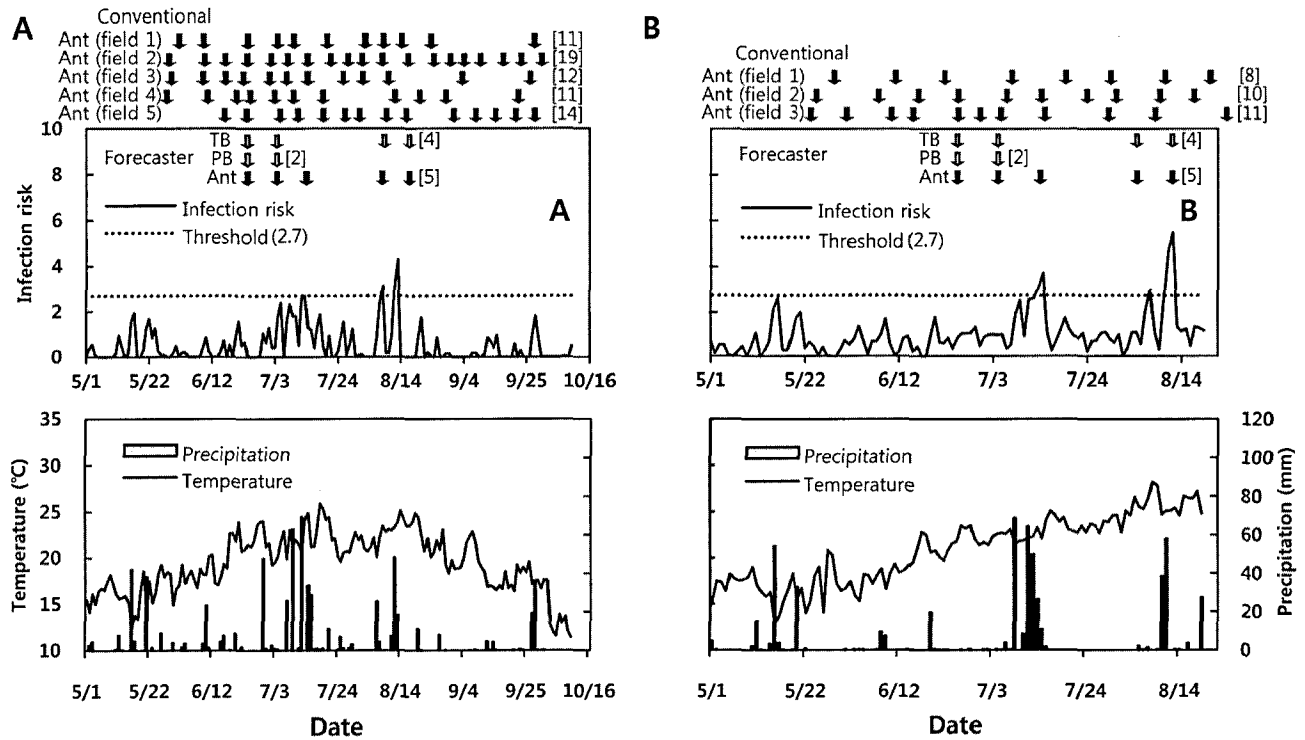 A
Conventional
Ant (field 1) [11]
Ant (field 2) [19]
Ant (field 3) [12]
Ant (field 4) [11]
Ant (field 5) [14]
10
8
6
4
2
0
Infection risk
Forecaster
TB [4]
PB [2]
Ant [5]
Infection risk
Threshold (2.7)
A
5/1 5/22 6/12 7/3 7/24 8/14 9/4 9/25 10/16
35
30
25
20
15
10
Temperature (℃)
Precipitation
Temperature
5/1 5/22 6/12 7/3 7/24 8/14 9/4 9/25 10/16
Date
B
Conventional
Ant (field 1) [8]
Ant (field 2) [10]
Ant (field 3) [11]
Forecaster
TB [4]
PB [2]
Ant [5]
Infection risk
Threshold (2.7)
B
5/1 5/22 6/12 7/3 7/24 8/14
Precipitation
Temperature
120
100
80
60
40
20
0
Precipitation (mm)
5/1 5/22 6/12 7/3 7/24 8/14
Date